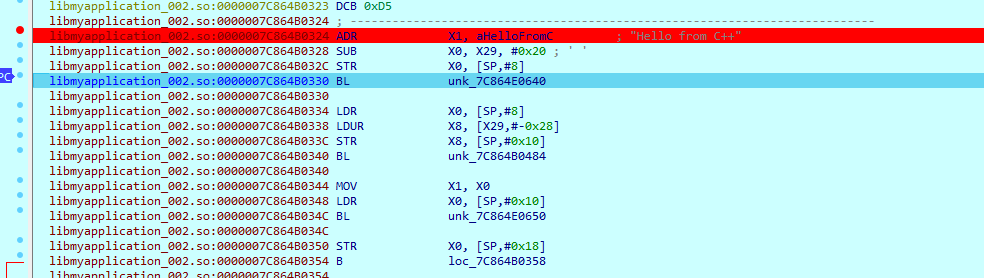 libmyapplication_002.so:0000007C864B0323 DCB 0xD5
libmyapplication_002.so:0000007C864B0324 ; ---------------------------------------------------------------------------
libmyapplication_002.so:0000007C864B0324 ADR X1, aHelloFromC ; "Hello from C++"
libmyapplication_002.so:0000007C864B0328 SUB X0, X29, #0x20 ; ' '
libmyapplication_002.so:0000007C864B032C STR X0, [SP,#8]
PC libmyapplication_002.so:0000007C864B0330 BL unk_7C864E0640
libmyapplication_002.so:0000007C864B0330
libmyapplication_002.so:0000007C864B0334 LDR X0, [SP,#8]
libmyapplication_002.so:0000007C864B0338 LDUR X8, [X29,#-0x28]
libmyapplication_002.so:0000007C864B033C STR X8, [SP,#0x10]
libmyapplication_002.so:0000007C864B0340 BL unk_7C864B0484
libmyapplication_002.so:0000007C864B0340
libmyapplication_002.so:0000007C864B0344 MOV X1, X0
libmyapplication_002.so:0000007C864B0348 LDR X0, [SP,#0x10]
libmyapplication_002.so:0000007C864B034C BL unk_7C864E0650
libmyapplication_002.so:0000007C864B034C
libmyapplication_002.so:0000007C864B0350 STR X0, [SP,#0x18]
libmyapplication_002.so:0000007C864B0354 B loc_7C864B0358
libmyapplication_002.so:0000007C864B0354